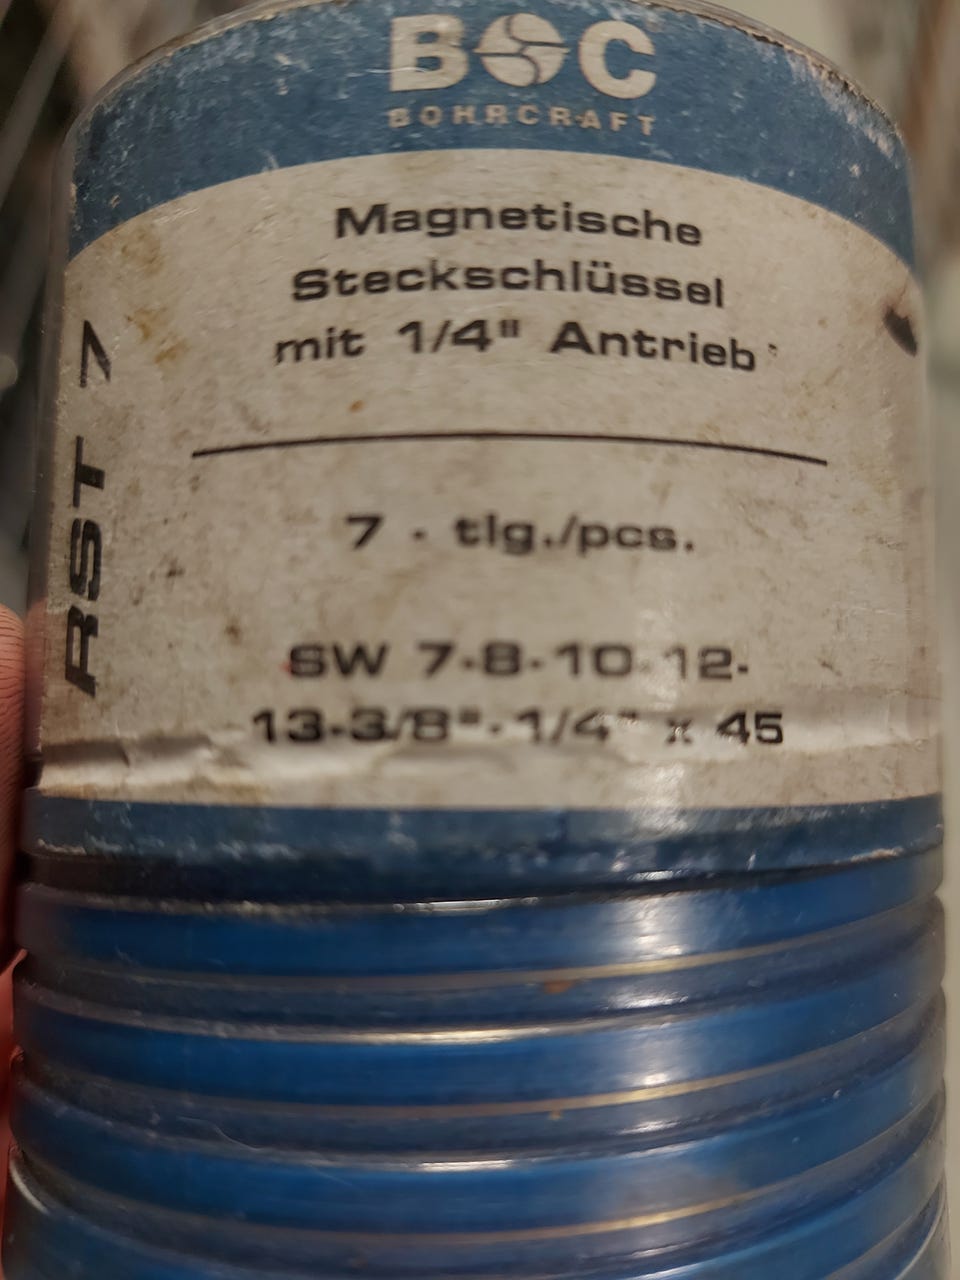 BOC
BOHRCRAFT
Magnetische
Steckschlüssel
mit 1/4" Antrieb
7 - tlg./pcs.
SW 7-8-10-12-
13-3/8"-1/4" x 45
RST 7